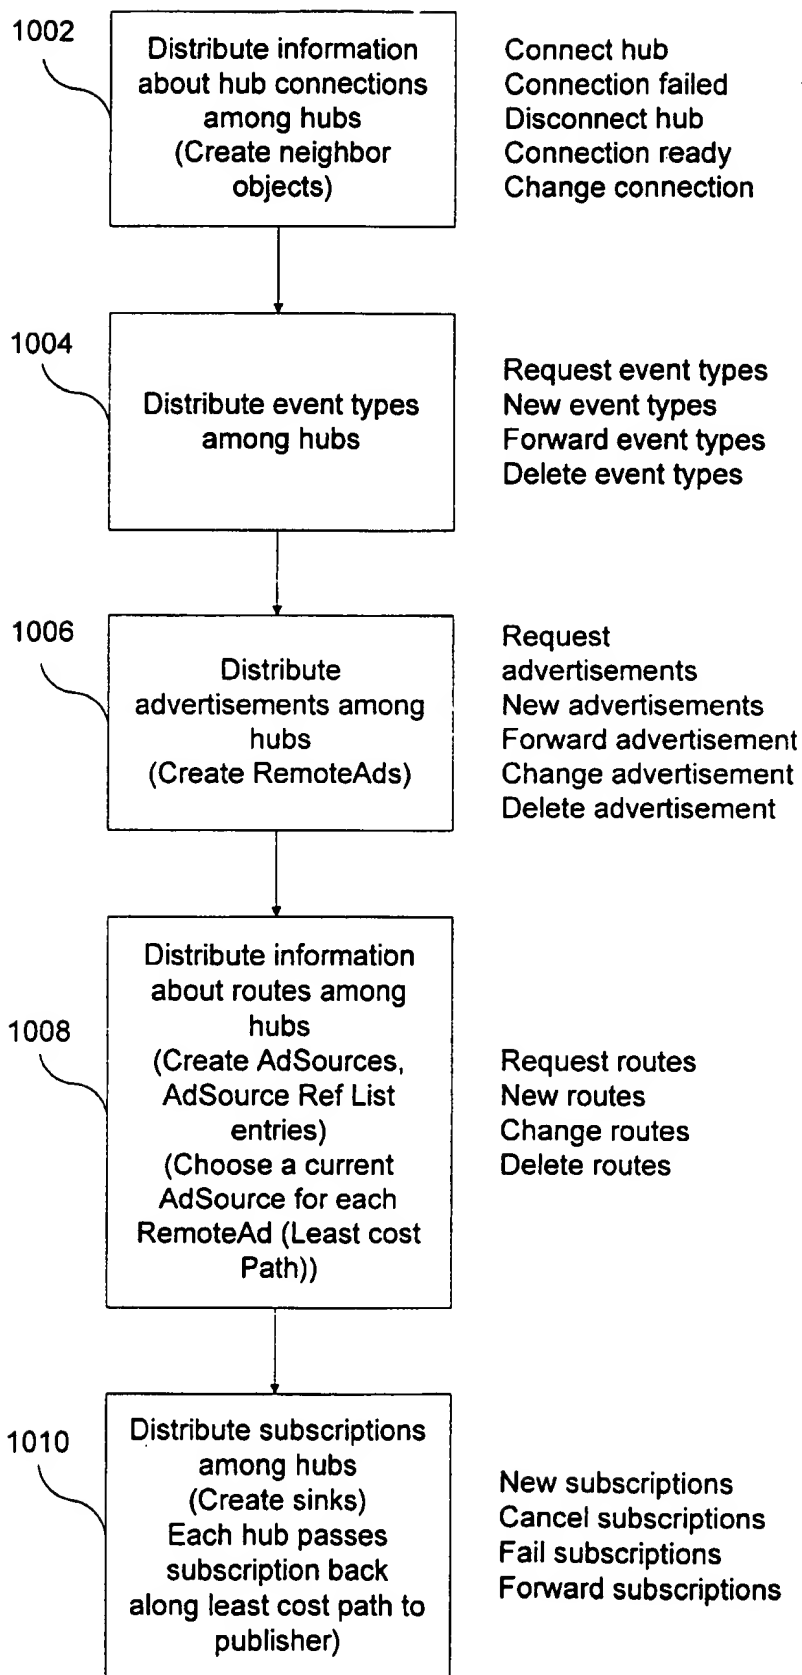 1002
Distribute information
about hub connections
among hubs
(Create neighbor
objects)
Connect hub
Connection failed
Disconnect hub
Connection ready
Change connection
1004
Distribute event types
among hubs
Request event types
New event types
Forward event types
Delete event types
1006
Distribute
advertisements among
hubs
(Create RemoteAds)
Request
advertisements
New advertisements
Forward advertisement
Change advertisement
Delete advertisement
1008
Distribute information
about routes among
hubs
(Create AdSources,
AdSource Ref List
entries)
(Choose a current
AdSource for each
RemoteAd (Least cost
Path))
Request routes
New routes
Change routes
Delete routes
1010
Distribute subscriptions
among hubs
(Create sinks)
Each hub passes
subscription back
along least cost path to
publisher)
New subscriptions
Cancel subscriptions
Fail subscriptions
Forward subscriptions